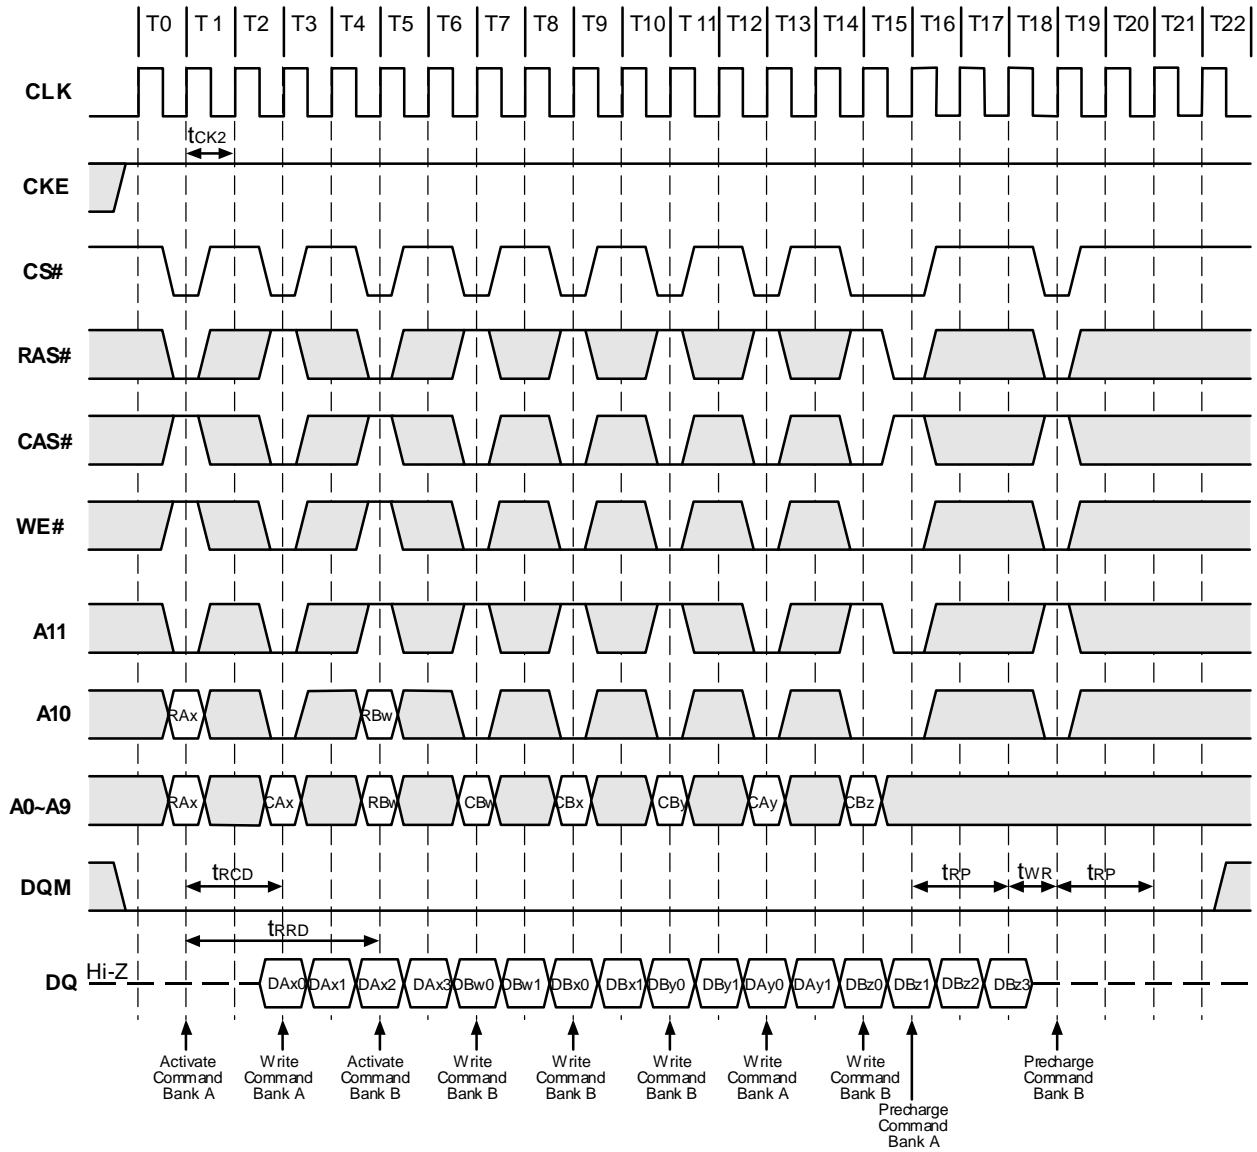 T0 T1 T2 T3 T4 T5 T6 T7 T8 T9 T10 T11 T12 T13 T14 T15 T16 T17 T18 T19 T20 T21 T22
CLK
tCK2
CKE
CS#
RAS#
CAS#
WE#
A11
A10 RAx RBw
A0~A9 RAx CAx RBw CBw CBx CBy CAy CBz
DQM tRCD tRP tWR tRP
tRRD
DQ Hi-Z DAx0 DAx1 DAx2 DAx3 DBw0 DBw1 DBx0 DBx1 DBy0 DBy1 DAy0 DAy1 DBz0 DBz1 DBz2 DBz3
Activate
Command
Bank A
Write
Command
Bank A
Activate
Command
Bank B
Write
Command
Bank B
Write
Command
Bank B
Write
Command
Bank B
Write
Command
Bank A
Write
Command
Bank B
Precharge
Command
Bank A
Precharge
Command
Bank B